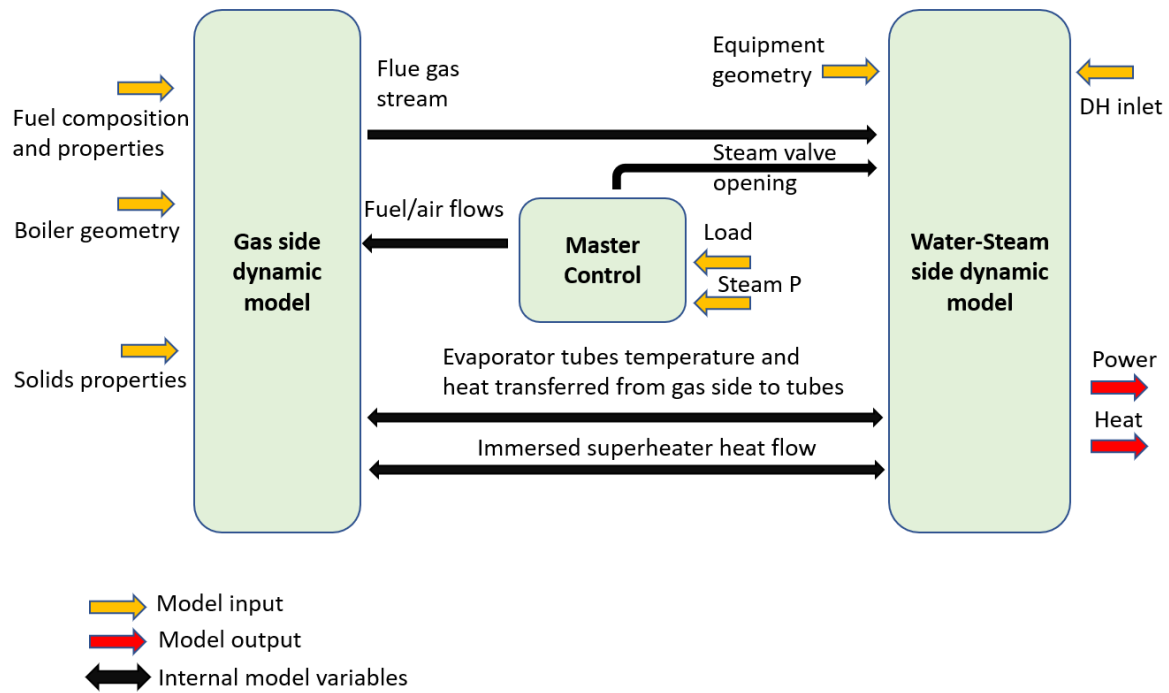 Equipment
geometry
Flue gas
stream
DH inlet
Fuel composition
and properties
Steam valve
opening
Fuel/air flows
Boiler geometry
Gas side
dynamic
model
Master
Control
Load
Steam P
Water-Steam
side dynamic
model
Solids properties
Evaporator tubes temperature and
heat transferred from gas side to tubes
Power
Heat
Immersed superheater heat flow
Model input
Model output
Internal model variables